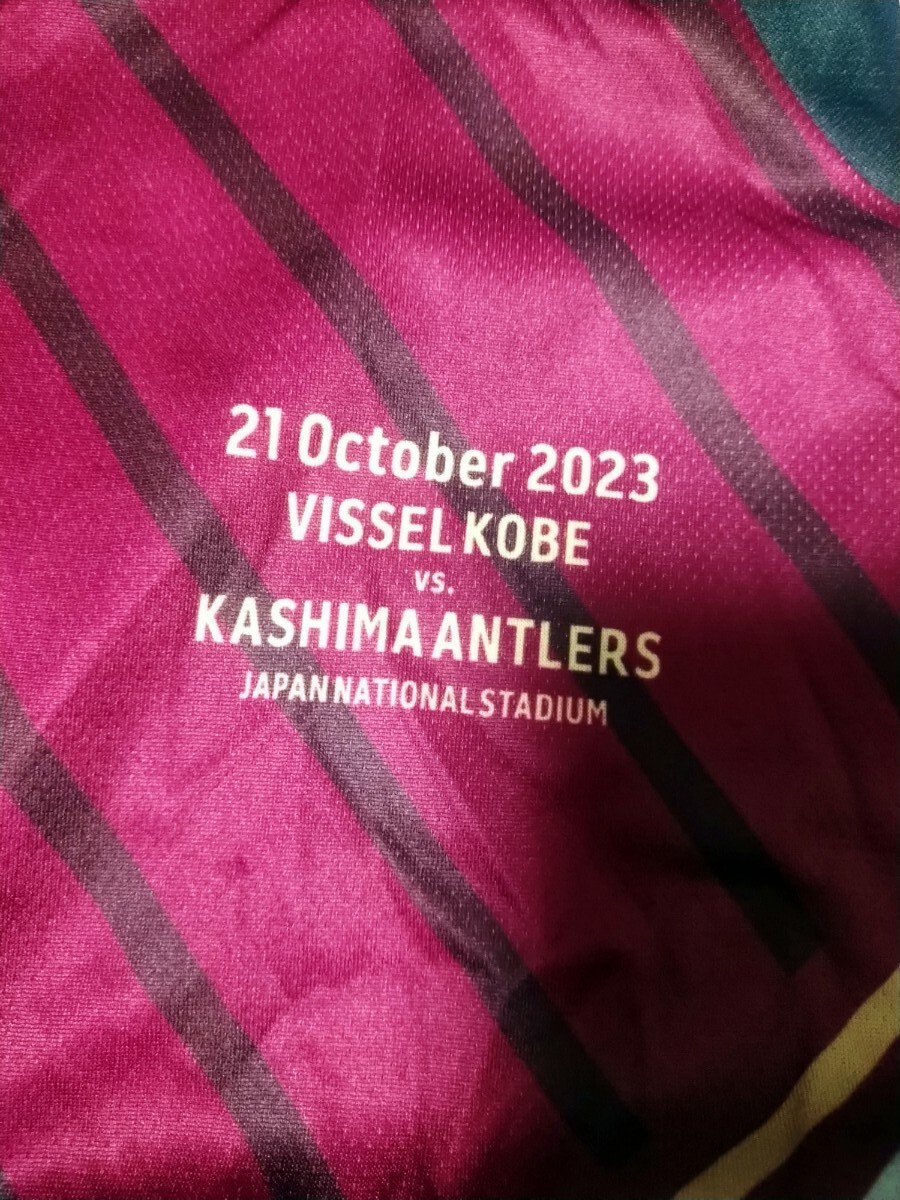 21 October 2023
VISSEL KOBE
vs.
KASHIMA ANTLERS
JAPAN NATIONAL STADIUM